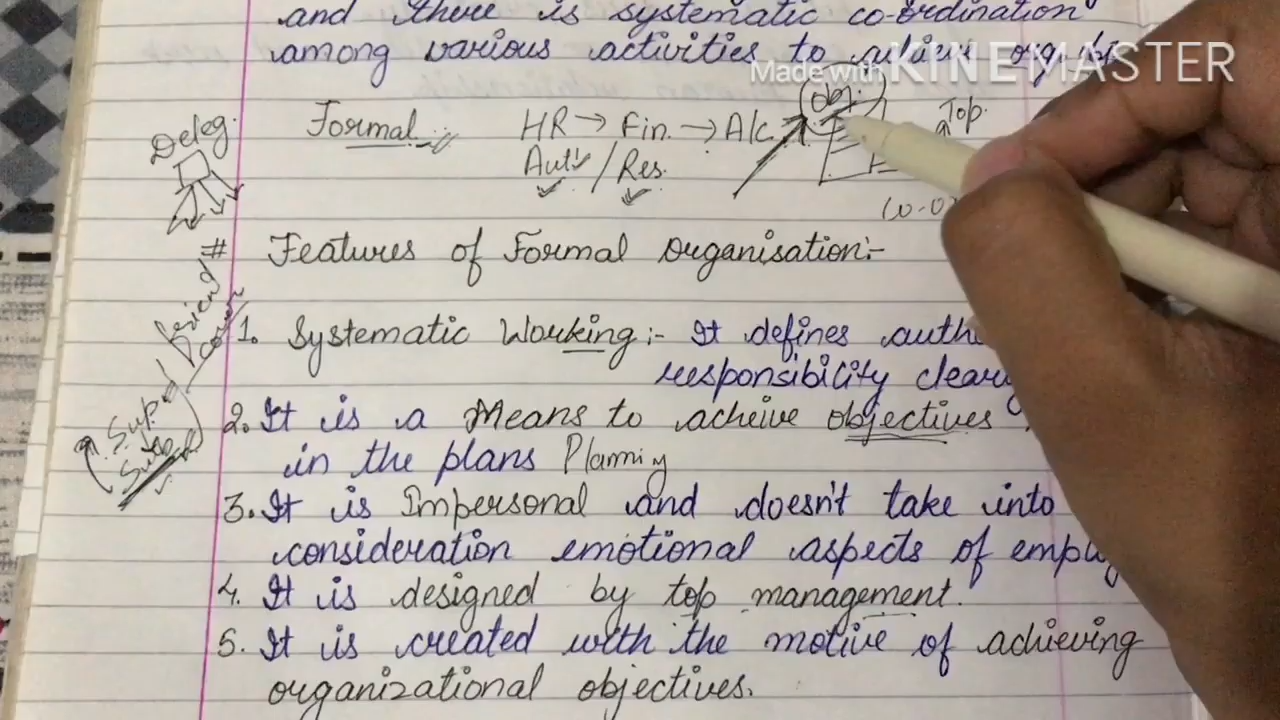 and there is systematic co-ordination
among various activities to
Made with KINEMASTER
Deleg.
Formal HR → Fin. → A/c. obj. Top.
Res.
# Features of Formal Organisation:-
1. Systematic Working:- It defines
responsibility
2. It is a Means to acheive objectives
in the plans
3. It is Impersonal and doesn't take into
consideration emotional aspects of
4. It is designed by top management.
5. It is created with the motive of achieving
organizational objectives.